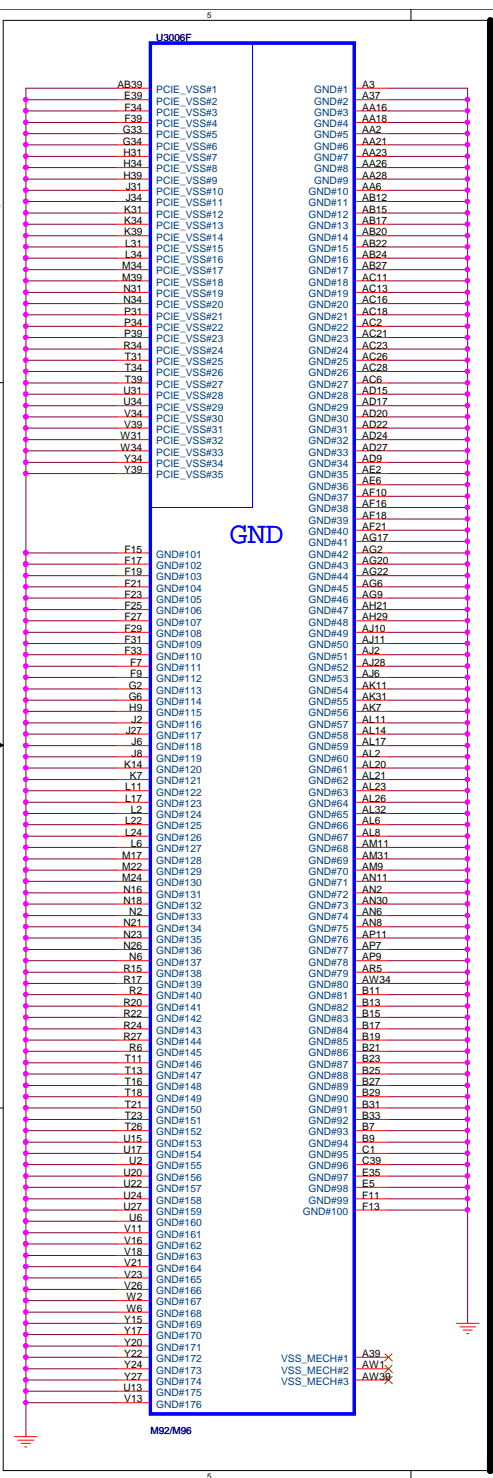 5
U3006F
AB39 PCIE_VSS#1
E39 PCIE_VSS#2
F34 PCIE_VSS#3
F39 PCIE_VSS#4
G33 PCIE_VSS#5
G34 PCIE_VSS#6
H31 PCIE_VSS#7
H34 PCIE_VSS#8
H39 PCIE_VSS#9
J31 PCIE_VSS#10
J34 PCIE_VSS#11
K31 PCIE_VSS#12
K34 PCIE_VSS#13
K39 PCIE_VSS#14
L31 PCIE_VSS#15
L34 PCIE_VSS#16
M34 PCIE_VSS#17
M39 PCIE_VSS#18
N31 PCIE_VSS#19
N34 PCIE_VSS#20
P31 PCIE_VSS#21
P34 PCIE_VSS#22
P39 PCIE_VSS#23
R34 PCIE_VSS#24
T31 PCIE_VSS#25
T34 PCIE_VSS#26
T39 PCIE_VSS#27
U31 PCIE_VSS#28
U34 PCIE_VSS#29
V34 PCIE_VSS#30
V39 PCIE_VSS#31
W31 PCIE_VSS#32
W34 PCIE_VSS#33
Y34 PCIE_VSS#34
Y39 PCIE_VSS#35
GND
F15 GND#101
F17 GND#102
F19 GND#103
F21 GND#104
F23 GND#105
F25 GND#106
F27 GND#107
F29 GND#108
F31 GND#109
F33 GND#110
F7 GND#111
F9 GND#112
G2 GND#113
G6 GND#114
H9 GND#115
J2 GND#116
J27 GND#117
J6 GND#118
J8 GND#119
K14 GND#120
K7 GND#121
L11 GND#122
L17 GND#123
L2 GND#124
L22 GND#125
L24 GND#126
L6 GND#127
M17 GND#128
M22 GND#129
M24 GND#130
N16 GND#131
N18 GND#132
N2 GND#133
N21 GND#134
N23 GND#135
N26 GND#136
N6 GND#137
R15 GND#138
R17 GND#139
R2 GND#140
R20 GND#141
R22 GND#142
R24 GND#143
R27 GND#144
R6 GND#145
T11 GND#146
T13 GND#147
T16 GND#148
T18 GND#149
T21 GND#150
T23 GND#151
T26 GND#152
U15 GND#153
U17 GND#154
U2 GND#155
U20 GND#156
U22 GND#157
U24 GND#158
U27 GND#159
U6 GND#160
V11 GND#161
V16 GND#162
V18 GND#163
V21 GND#164
V23 GND#165
V26 GND#166
W2 GND#167
W6 GND#168
Y15 GND#169
Y17 GND#170
Y20 GND#171
Y22 GND#172
Y24 GND#173
Y27 GND#174
U13 GND#175
V13 GND#176
GND#1 A3
GND#2 A37
GND#3 AA16
GND#4 AA18
GND#5 AA2
GND#6 AA21
GND#7 AA23
GND#8 AA26
GND#9 AA28
GND#10 AA6
GND#11 AB12
GND#12 AB15
GND#13 AB17
GND#14 AB20
GND#15 AB22
GND#16 AB24
GND#17 AB27
GND#18 AC11
GND#19 AC13
GND#20 AC16
GND#21 AC18
GND#22 AC2
GND#23 AC21
GND#24 AC23
GND#25 AC26
GND#26 AC28
GND#27 AC6
GND#28 AD15
GND#29 AD17
GND#30 AD20
GND#31 AD22
GND#32 AD24
GND#33 AD27
GND#34 AD9
GND#35 AE2
GND#36 AE6
GND#37 AF10
GND#38 AF16
GND#39 AF18
GND#40 AF21
GND#41 AG17
GND#42 AG2
GND#43 AG20
GND#44 AG22
GND#45 AG6
GND#46 AG9
GND#47 AH21
GND#48 AH29
GND#49 AJ10
GND#50 AJ11
GND#51 AJ2
GND#52 AJ28
GND#53 AJ6
GND#54 AK11
GND#55 AK31
GND#56 AK7
GND#57 AL11
GND#58 AL14
GND#59 AL17
GND#60 AL2
GND#61 AL20
GND#62 AL21
GND#63 AL23
GND#64 AL26
GND#65 AL32
GND#66 AL6
GND#67 AL8
GND#68 AM11
GND#69 AM31
GND#70 AM9
GND#71 AN11
GND#72 AN2
GND#73 AN30
GND#74 AN6
GND#75 AN8
GND#76 AP11
GND#77 AP7
GND#78 AP9
GND#79 AR5
GND#80 AW34
GND#81 B11
GND#82 B13
GND#83 B15
GND#84 B17
GND#85 B19
GND#86 B21
GND#87 B23
GND#88 B25
GND#89 B27
GND#90 B29
GND#91 B31
GND#92 B33
GND#93 B7
GND#94 B9
GND#95 C1
GND#96 C39
GND#97 E35
GND#98 E5
GND#99 F11
GND#100 F13
VSS_MECH#1 A39
VSS_MECH#2 AW1
VSS_MECH#3 AW39
M92/M96
5